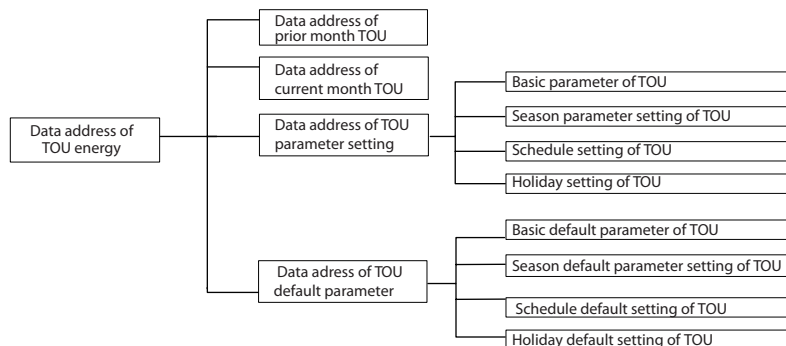 Data address of
TOU energy
Data address of
prior month TOU
Data address of
current month TOU
Data address of TOU
parameter setting
Basic parameter of TOU
Season parameter setting of TOU
Schedule setting of TOU
Holiday setting of TOU
Data adress of TOU
default parameter
Basic default parameter of TOU
Season default parameter setting of TOU
Schedule default setting of TOU
Holiday default setting of TOU